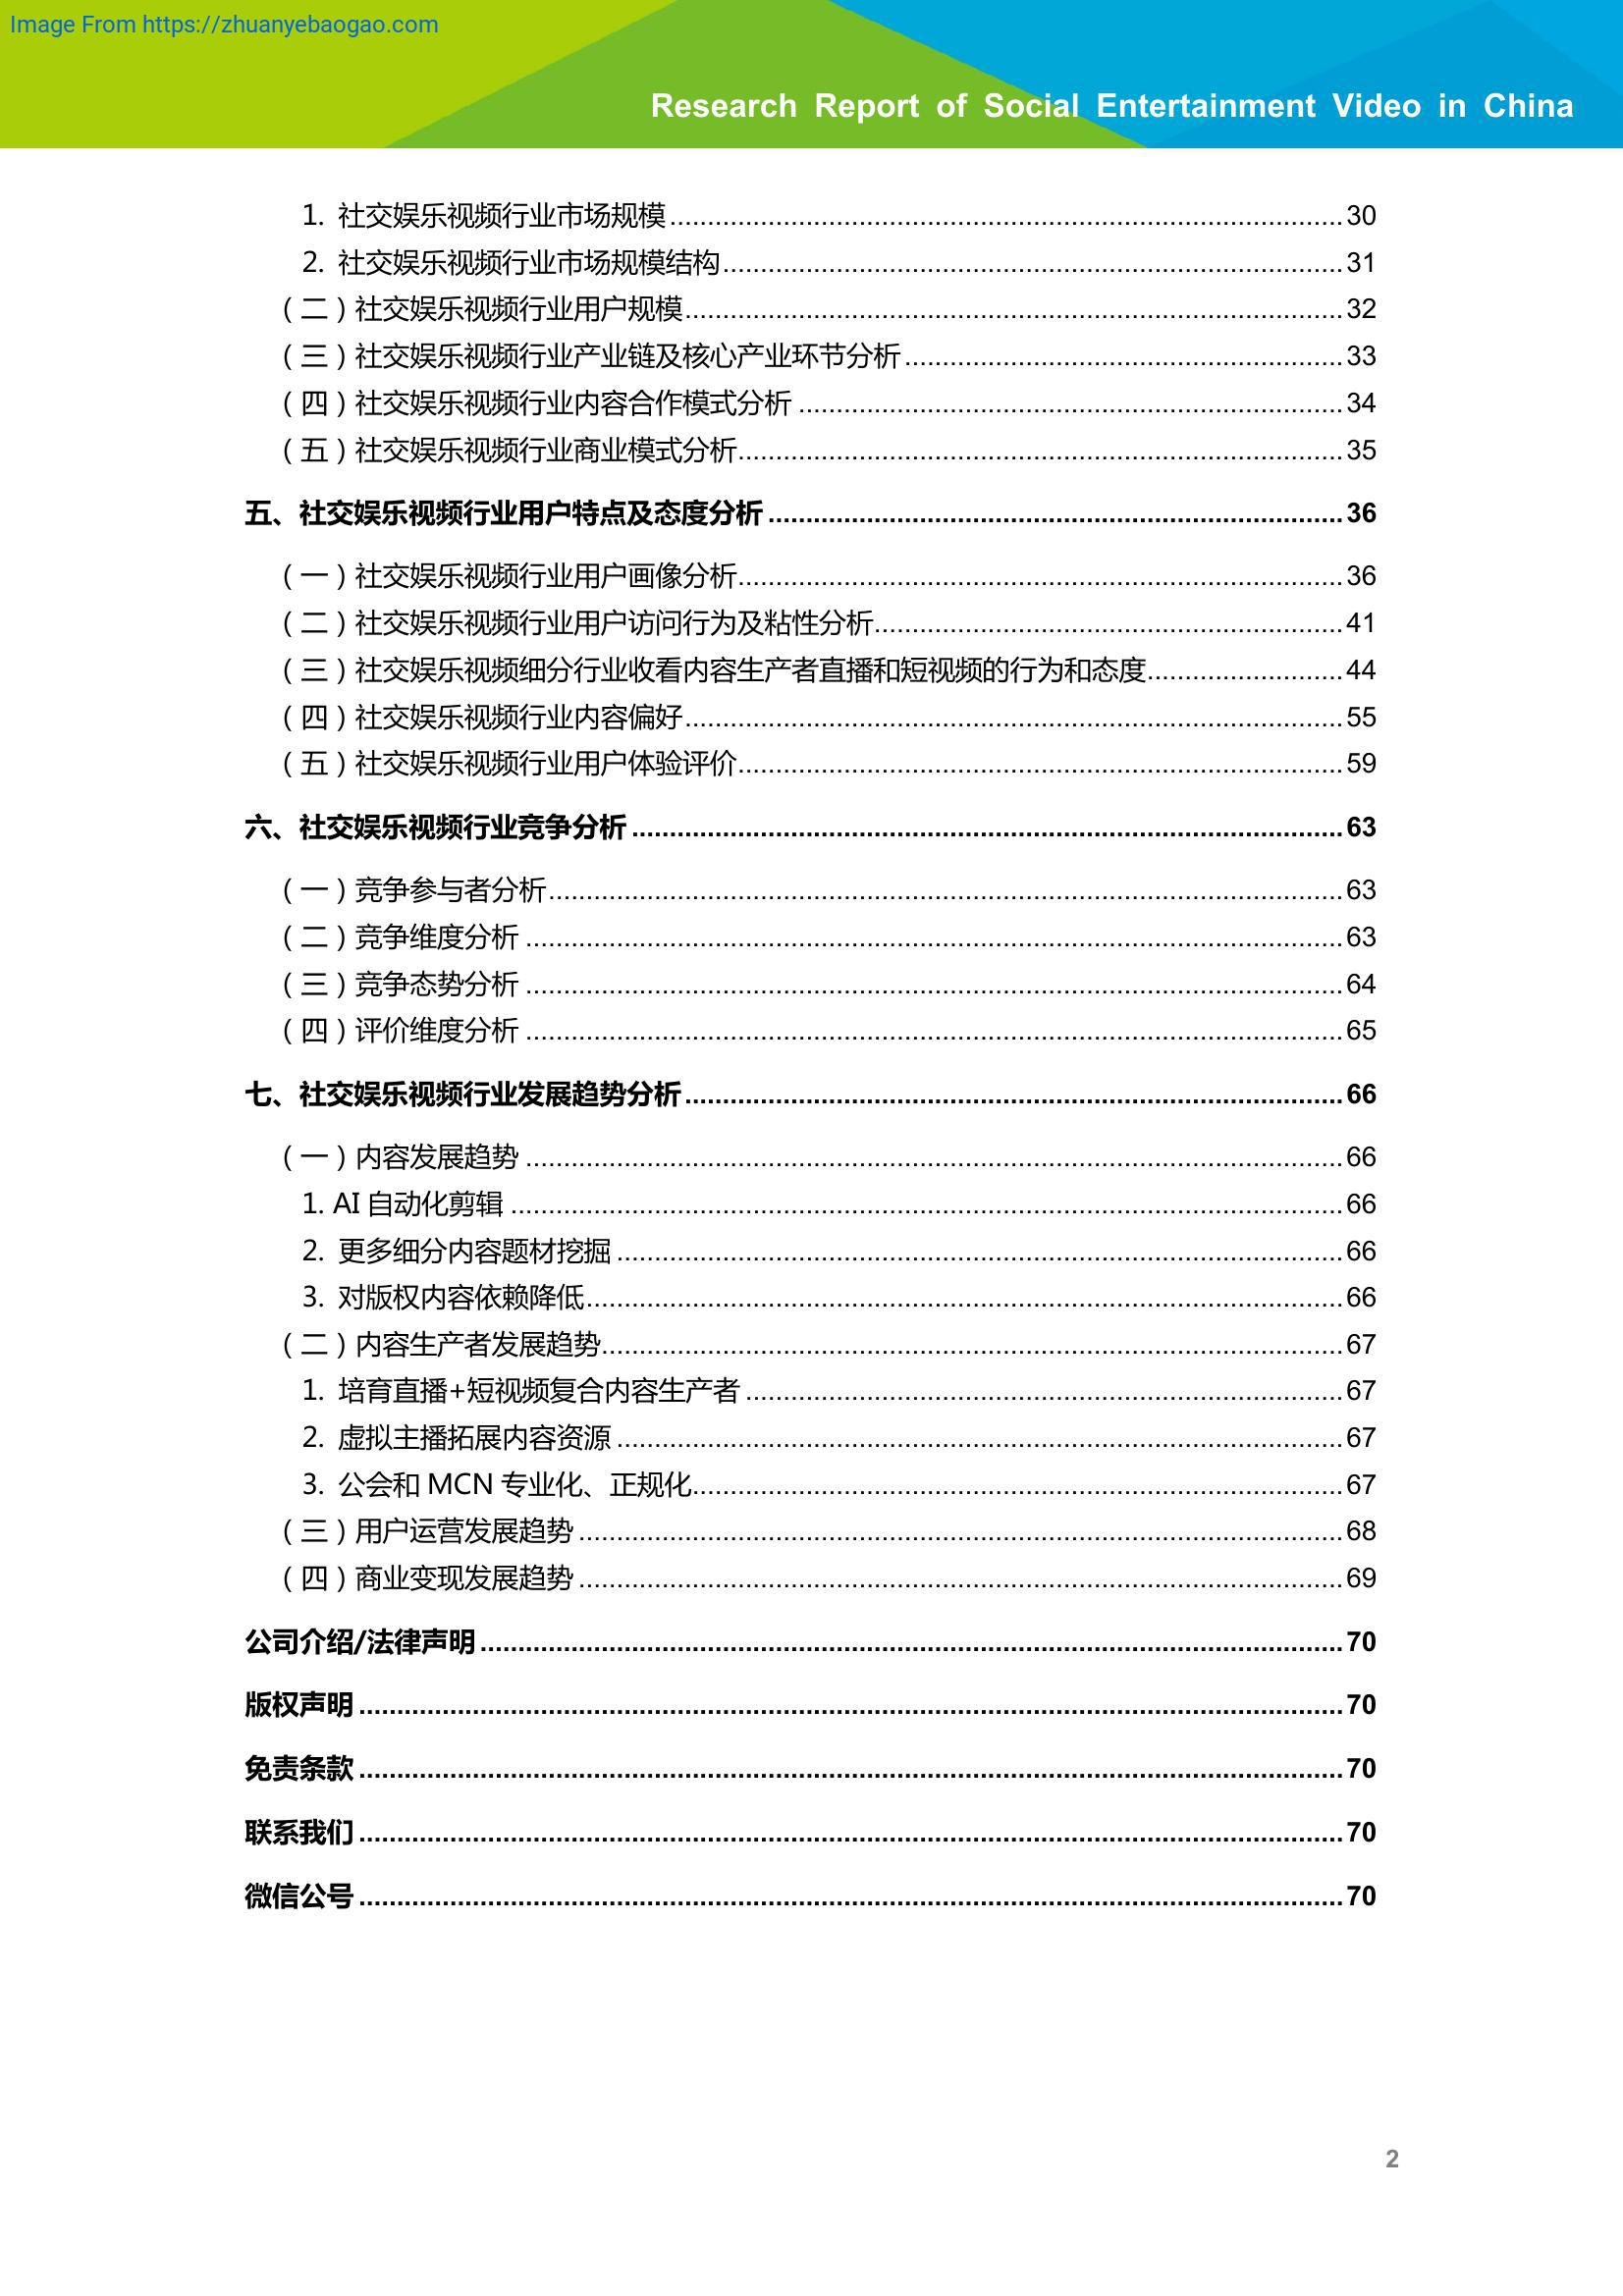 Image From https://zhuanyebaogao.com
Research Report of Social Entertainment Video in China
1. 社交娱乐视频行业市场规模........30
2. 社交娱乐视频行业市场规模结构........31
（二）社交娱乐视频行业用户规模........32
（三）社交娱乐视频行业产业链及核心产业环节分析........33
（四）社交娱乐视频行业内容合作模式分析........34
（五）社交娱乐视频行业商业模式分析........35
五、社交娱乐视频行业用户特点及态度分析........36
（一）社交娱乐视频行业用户画像分析........36
（二）社交娱乐视频行业用户访问行为及粘性分析........41
（三）社交娱乐视频细分行业收看内容生产者直播和短视频的行为和态度........44
（四）社交娱乐视频行业内容偏好........55
（五）社交娱乐视频行业用户体验评价........59
六、社交娱乐视频行业竞争分析........63
（一）竞争参与者分析........63
（二）竞争维度分析........63
（三）竞争态势分析........64
（四）评价维度分析........65
七、社交娱乐视频行业发展趋势分析........66
（一）内容发展趋势........66
1. AI 自动化剪辑........66
2. 更多细分内容题材挖掘........66
3. 对版权内容依赖降低........66
（二）内容生产者发展趋势........67
1. 培育直播+短视频复合内容生产者........67
2. 虚拟主播拓展内容资源........67
3. 公会和 MCN 专业化、正规化........67
（三）用户运营发展趋势........68
（四）商业变现发展趋势........69
公司介绍/法律声明........70
版权声明........70
免责条款........70
联系我们........70
微信公号........70
2